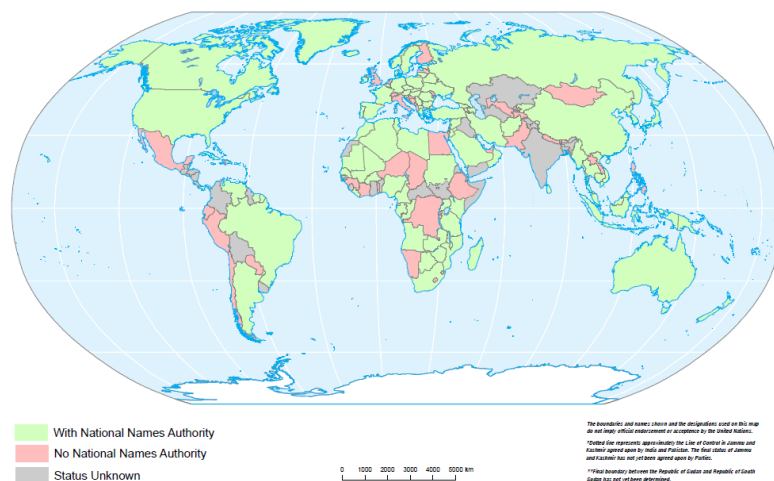 With National Names Authority
No National Names Authority
Status Unknown
0 1000 2000 3000 4000 5000 km
The boundaries and names shown and the designations used on this map
do not imply official endorsement or acceptance by the United Nations.
*Dotted line represents approximately the Line of Control in Jammu and
Kashmir agreed upon by India and Pakistan. The final status of Jammu
and Kashmir has not yet been agreed upon by Parties.
**Final boundary between the Republic of Sudan and Republic of South
Sudan has not yet been determined.